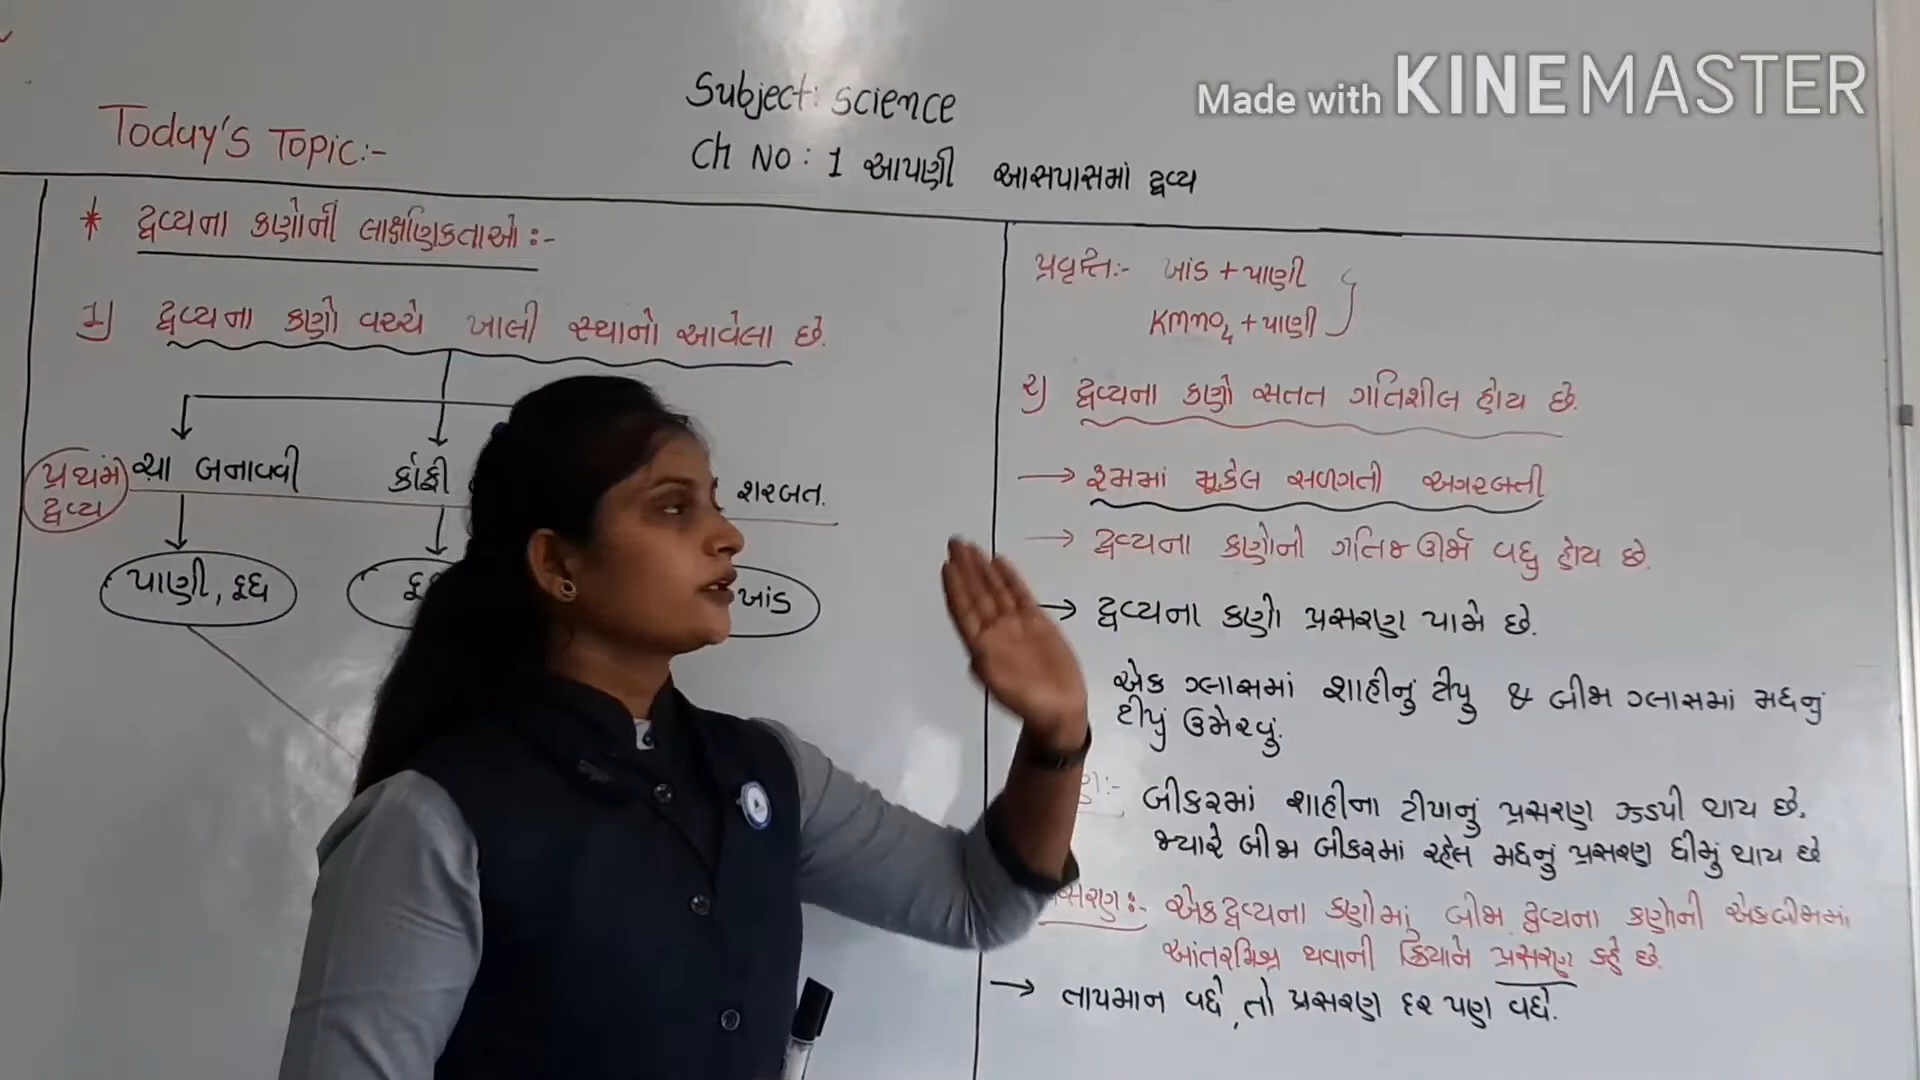 Made with KINEMASTER
Subject: Science
Today's Topic:-
Ch No: 1 આપણી આસપાસમાં દ્રવ્ય
* દ્રવ્યના કણોની લાક્ષણિકતાઓ :-
1) દ્રવ્યના કણો વચ્ચે ખાલી સ્થાનો આવેલા છે.
પ્રથમ દ્રવ્ય
ચા બનાવવી કોફી શરબત.
પાણી, દૂધ ખાંડ
પ્રવૃત્તિ:- ખાંડ + પાણી
KmnO4 + પાણી
૨) દ્રવ્યના કણો સતત ગતિશીલ હોય છે.
→ રૂમમાં મૂકેલ સળગતી અગરબત્તી
→ દ્રવ્યના કણોની ગતિજ ઊર્જા વધુ હોય છે.
→ દ્રવ્યના કણો પ્રસરણ પામે છે.
એક ગ્લાસમાં શાહીનું ટીપુ & બીજા ગ્લાસમાં મધનું
ટીપું ઉમેરવું.
બીકરમાં શાહીના ટીપાનું પ્રસરણ ઝડપી થાય છે.
જ્યારે બીજા બીકરમાં રહેલ મધનું પ્રસરણ ધીમું થાય છે
એક દ્રવ્યના કણોમાં બીજા દ્રવ્યના કણોની એકબીજામાં
આંતરમિશ્ર થવાની ક્રિયાને પ્રસરણ કહે છે.
→ તાપમાન વધે, તો પ્રસરણ દર પણ વધે.